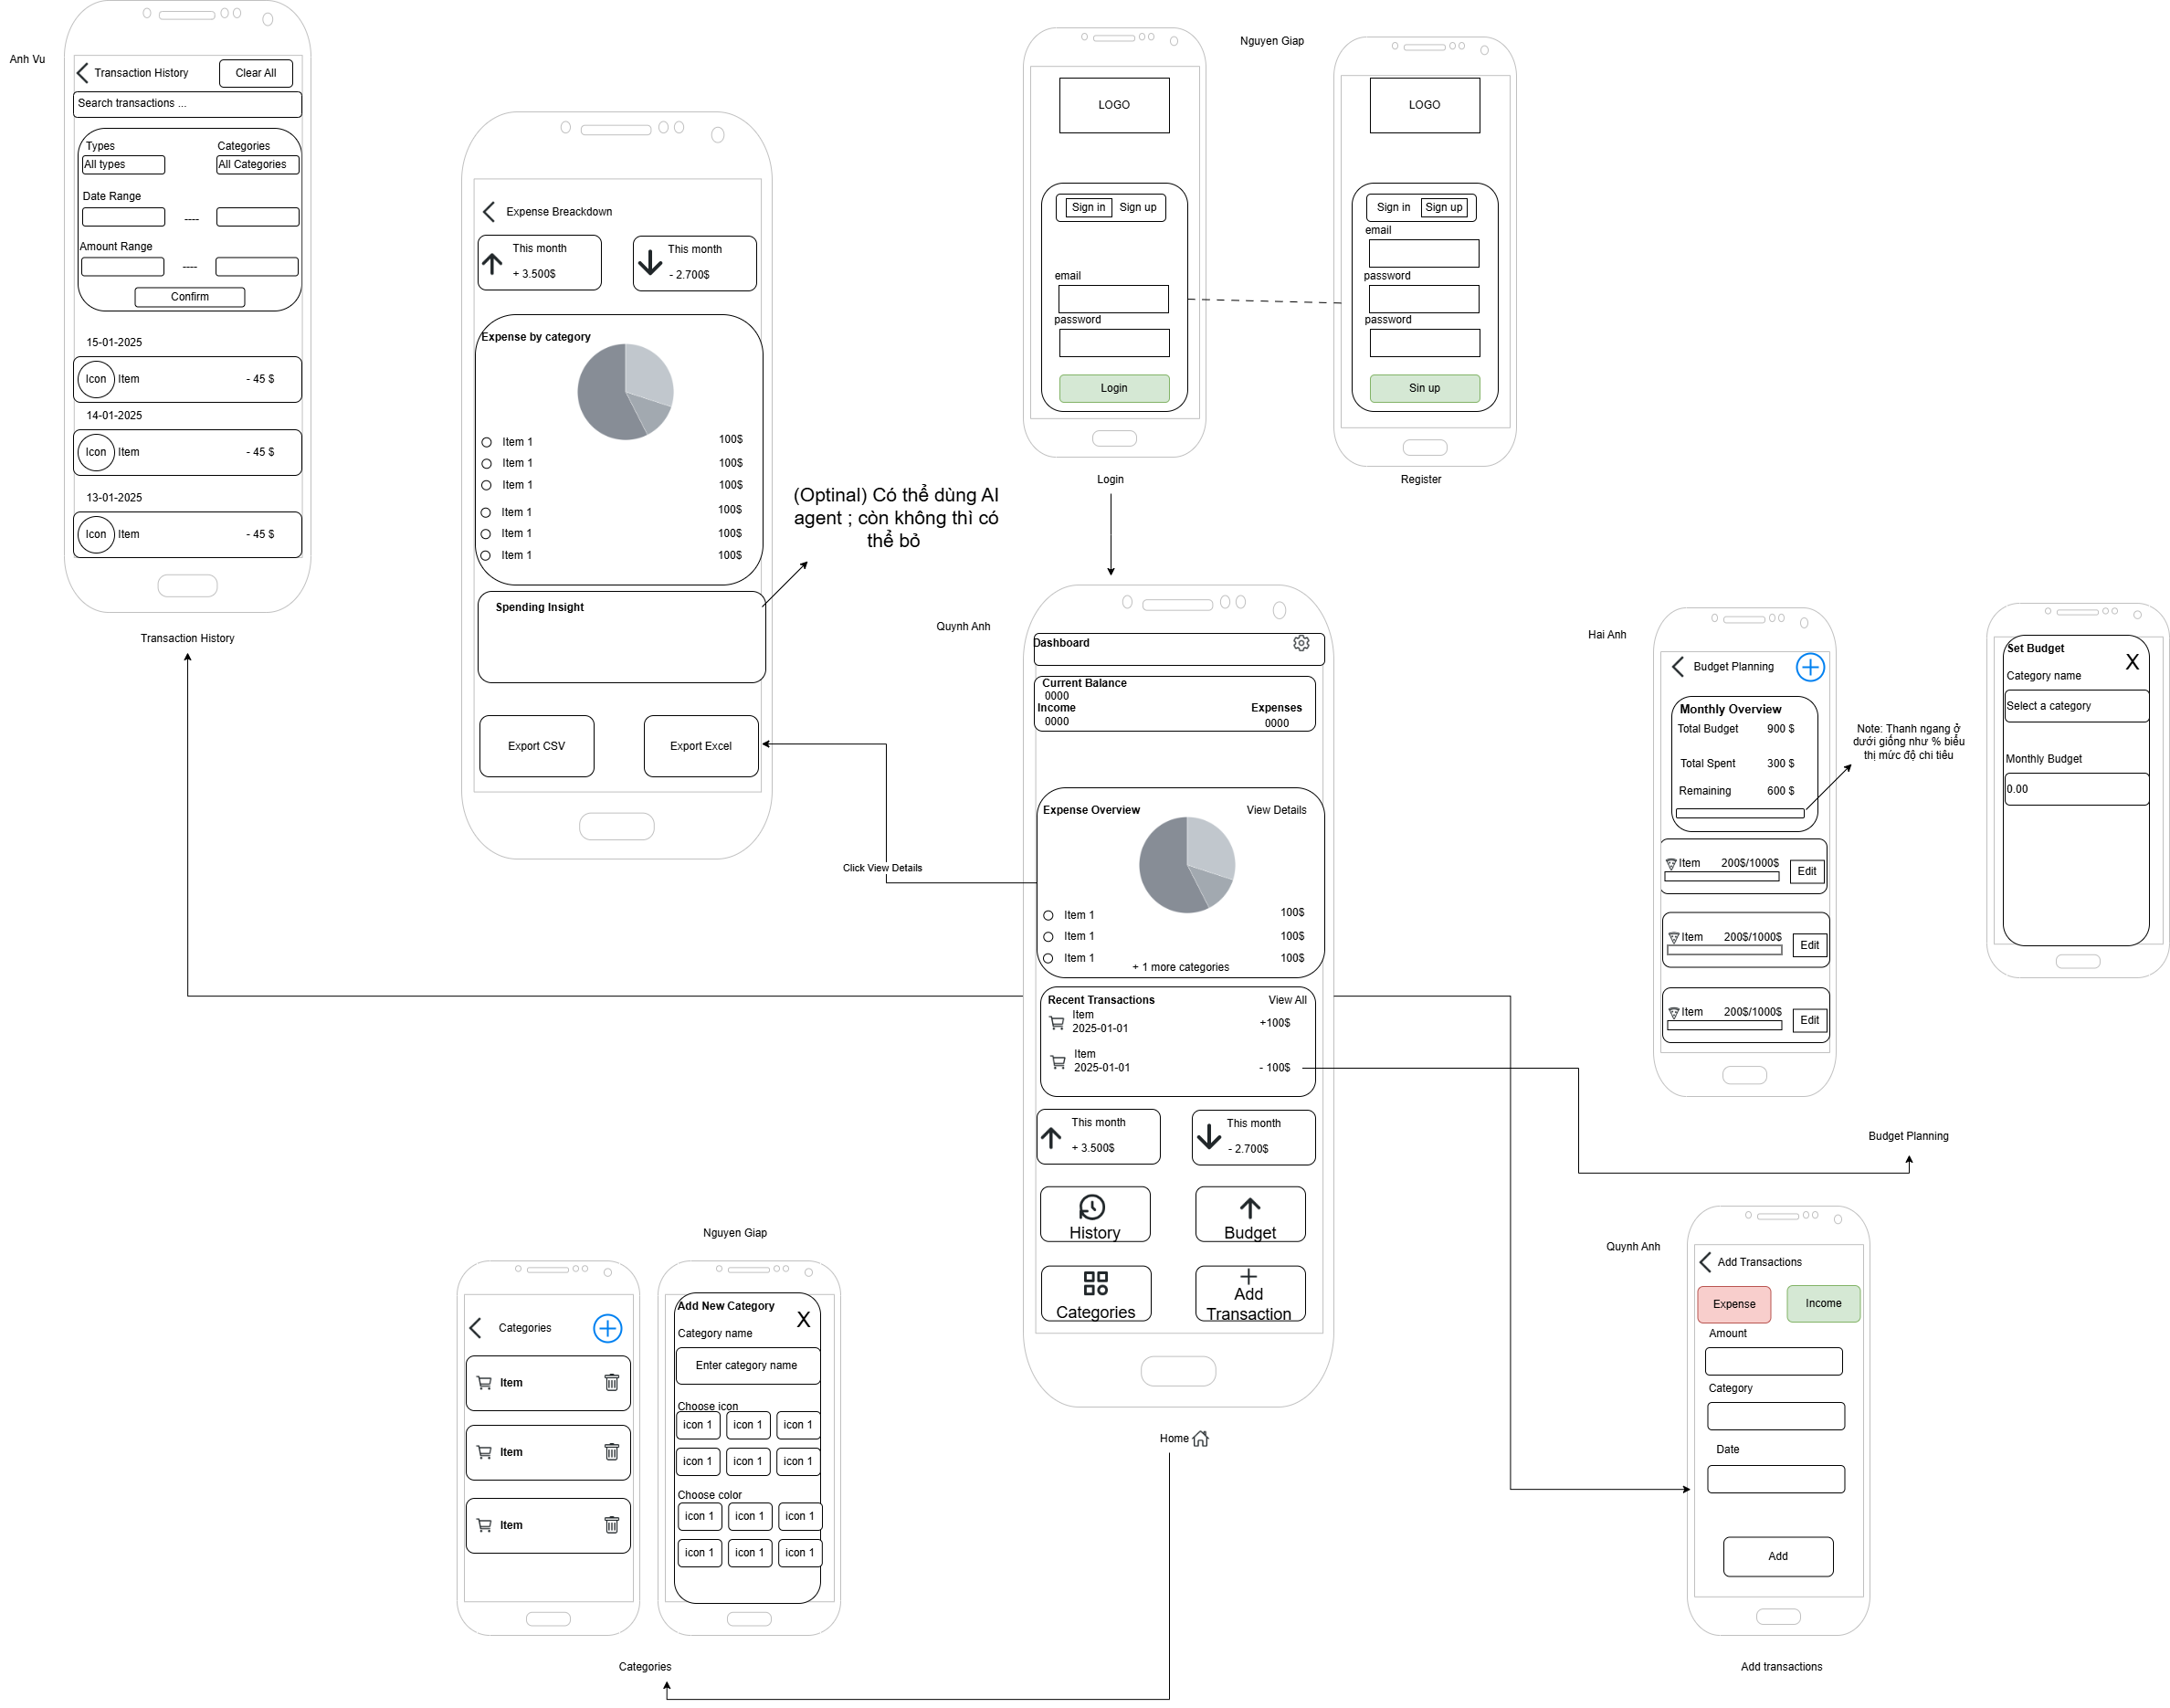 Anh Vu
Transaction History
Clear All
Search transactions ...
Types
Categories
All types
All Categories
Date Range
----
Amount Range
----
Confirm
15-01-2025
Icon
Item
- 45 $
14-01-2025
Icon
Item
- 45 $
13-01-2025
Icon
Item
- 45 $
Transaction History
Expense Breackdown
This month
+ 3.500$
This month
- 2.700$
Expense by category
Item 1
100$
Item 1
100$
Item 1
100$
Item 1
100$
Item 1
100$
Item 1
100$
Spending Insight
Export CSV
Export Excel
(Optinal) Có thể dùng AI
agent ; còn không thì có
thể bỏ
Click View Details
Nguyen Giap
LOGO
Sign in
Sign up
email
password
Login
Login
LOGO
Sign in
Sign up
email
password
password
Sin up
Register
Quynh Anh
Dashboard
Current Balance
0000
Income
Expenses
0000
0000
Expense Overview
View Details
Item 1
100$
Item 1
100$
Item 1
100$
+ 1 more categories
Recent Transactions
View All
Item
2025-01-01
+100$
Item
2025-01-01
- 100$
This month
+ 3.500$
This month
- 2.700$
History
Budget
Categories
Add
Transaction
Home
Hai Anh
Budget Planning
Monthly Overview
Total Budget
900 $
Total Spent
300 $
Remaining
600 $
Item
200$/1000$
Edit
Item
200$/1000$
Edit
Item
200$/1000$
Edit
Note: Thanh ngang ở
dưới giống như % biểu
thị mức độ chi tiêu
Set Budget
X
Category name
Select a category
Monthly Budget
0.00
Budget Planning
Nguyen Giap
Categories
Item
Item
Item
Add New Category
X
Category name
Enter category name
Choose icon
icon 1
icon 1
icon 1
icon 1
icon 1
icon 1
Choose color
icon 1
icon 1
icon 1
icon 1
icon 1
icon 1
Categories
Quynh Anh
Add Transactions
Expense
Income
Amount
Category
Date
Add
Add transactions